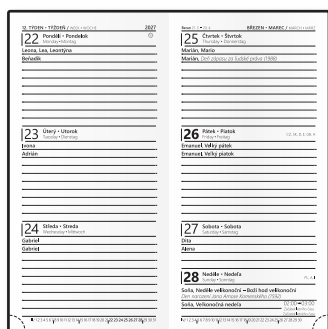 12. TÝDEN • TÝŽDEŇ / WEEK • WOCHE
2027
22 Pondělí • Pondelok
Monday • Montag
Leona, Lea, Leontýna
Beňadik
23 Úterý • Utorok
Tuesday • Dienstag
Ivona
Adrián
24 Středa • Streda
Wednesday • Mittwoch
Gabriel
Gabriel
BŘEZEN • MAREC / MARCH • MÄRZ
25 Čtvrtek • Štvrtok
Thursday • Donnerstag
Marián, Mario
Marián, Deň zápasu za ľudské práva (1988)
26 Pátek • Piatok
Friday • Freitag
Emanuel, Velký pátek
Emanuel, Veľký piatok
27 Sobota • Sobota
Saturday • Samstag
Dita
Alena
28 Neděle • Nedeľa
Sunday • Sonntag
Soňa, Neděle velikonoční – Boží hod velikonoční
Den narození Jana Amose Komenského (1592)
Soňa, Veľkonočná nedeľa
02:00→03:00